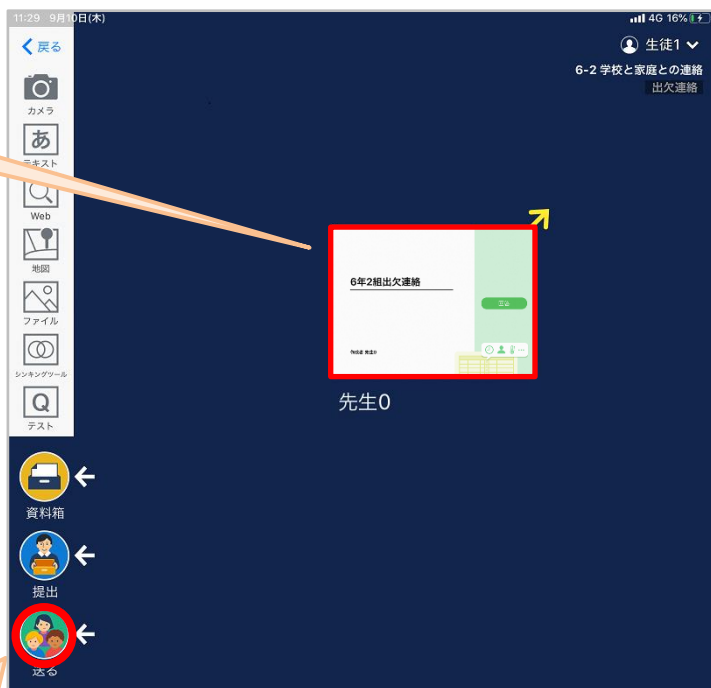 11:29 9月10日(木)
4G 16%
戻る
生徒1
6-2 学校と家庭との連絡
出欠連絡
カメラ
あ
テキスト
Web
地図
ファイル
シンキングツール
Q
テスト
6年2組出欠連絡
先生0
資料箱
提出
送る